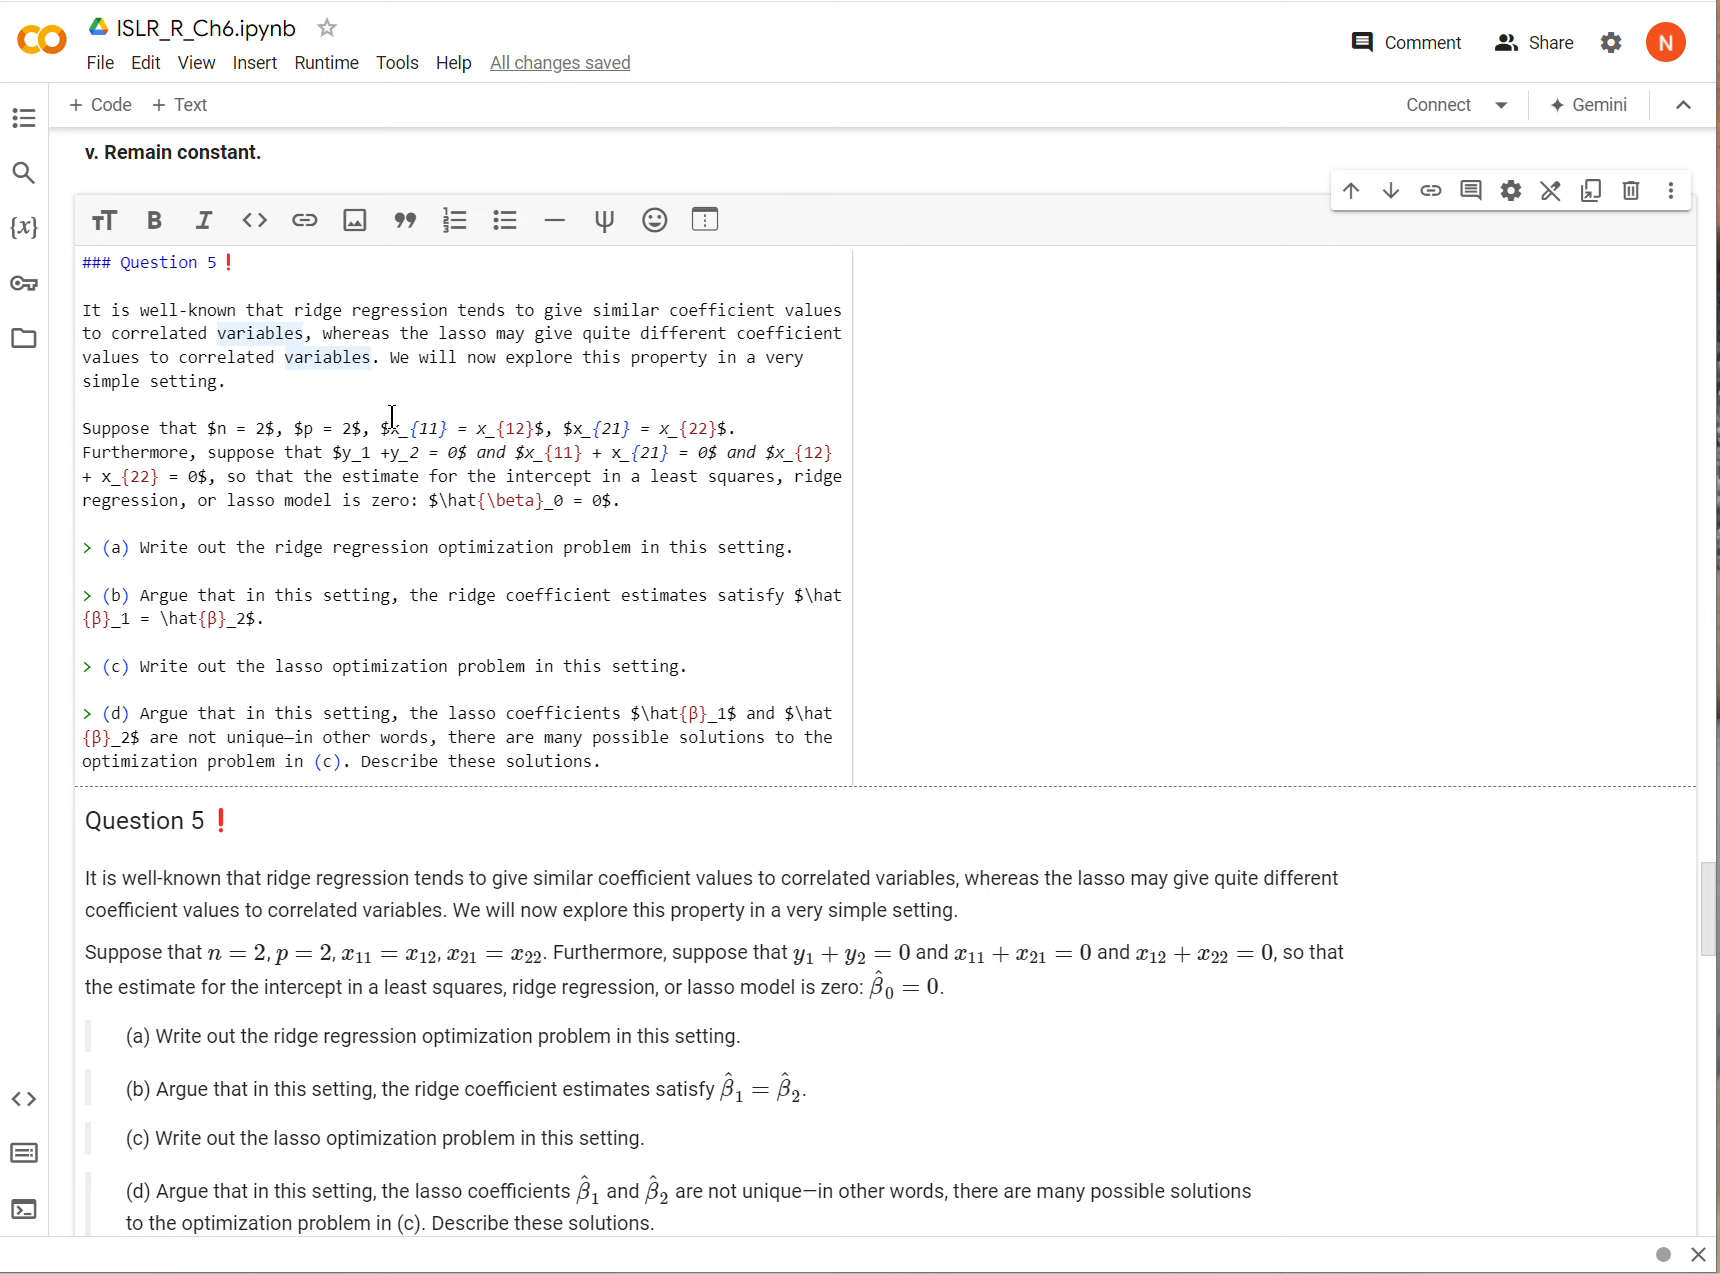 ISLR_R_Ch6.ipynb
Comment
Share
N
File Edit View Insert Runtime Tools Help All changes saved
+ Code + Text
Connect
Gemini
v. Remain constant.
### Question 5❗
It is well-known that ridge regression tends to give similar coefficient values
to correlated variables, whereas the lasso may give quite different coefficient
values to correlated variables. We will now explore this property in a very
simple setting.
Suppose that $n = 2$, $p = 2$, $x_{11} = x_{12}$, $x_{21} = x_{22}$.
Furthermore, suppose that $y_1 +y_2 = 0$ and $x_{11} + x_{21} = 0$ and $x_{12}
+ x_{22} = 0$, so that the estimate for the intercept in a least squares, ridge
regression, or lasso model is zero: $\hat{\beta}_0 = 0$.
> (a) Write out the ridge regression optimization problem in this setting.
> (b) Argue that in this setting, the ridge coefficient estimates satisfy $\hat
{β}_1 = \hat{β}_2$.
> (c) Write out the lasso optimization problem in this setting.
> (d) Argue that in this setting, the lasso coefficients $\hat{β}_1$ and $\hat
{β}_2$ are not unique—in other words, there are many possible solutions to the
optimization problem in (c). Describe these solutions.
Question 5❗
It is well-known that ridge regression tends to give similar coefficient values to correlated variables, whereas the lasso may give quite different
coefficient values to correlated variables. We will now explore this property in a very simple setting.
Suppose that n = 2, p = 2, x₁₁ = x₁₂, x₂₁ = x₂₂. Furthermore, suppose that y₁ + y₂ = 0 and x₁₁ + x₂₁ = 0 and x₁₂ + x₂₂ = 0, so that
the estimate for the intercept in a least squares, ridge regression, or lasso model is zero: β̂₀ = 0.
(a) Write out the ridge regression optimization problem in this setting.
(b) Argue that in this setting, the ridge coefficient estimates satisfy β̂₁ = β̂₂.
(c) Write out the lasso optimization problem in this setting.
(d) Argue that in this setting, the lasso coefficients β̂₁ and β̂₂ are not unique—in other words, there are many possible solutions
to the optimization problem in (c). Describe these solutions.